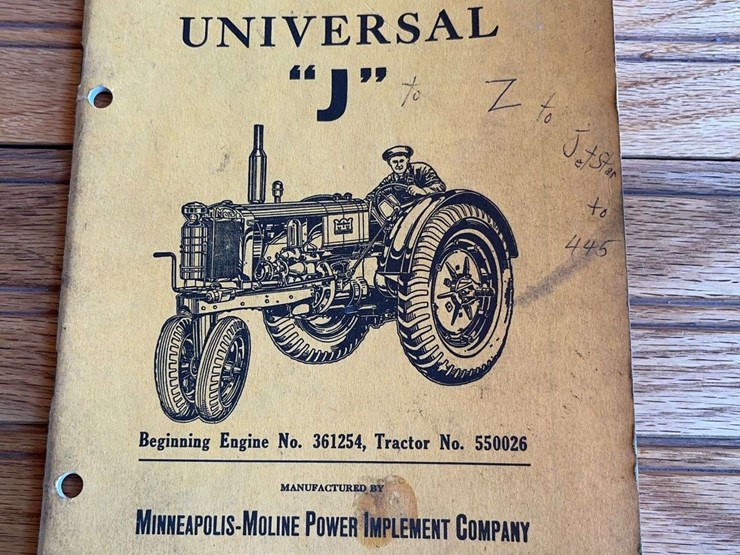 UNIVERSAL
“J” to Z to
JetStar
to
445
Beginning Engine No. 361254, Tractor No. 550026
MANUFACTURED BY
MINNEAPOLIS-MOLINE POWER IMPLEMENT COMPANY